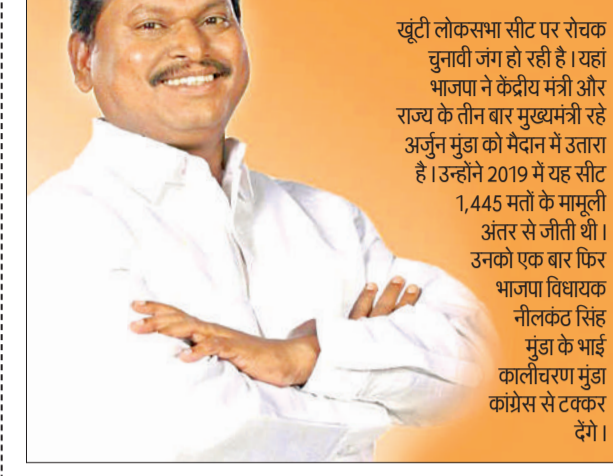 खूंटी लोकसभा सीट पर रोचक
चुनावी जंग हो रही है । यहां
भाजपा ने केंद्रीय मंत्री और
राज्य के तीन बार मुख्यमंत्री रहे
अर्जुन मुंडा को मैदान में उतारा
है । उन्होंने 2019 में यह सीट
1,445 मतों के मामूली
अंतर से जीती थी ।
उनको एक बार फिर
भाजपा विधायक
नीलकंठ सिंह
मुंडा के भाई
कालीचरण मुंडा
कांग्रेस से टक्कर
देंगे ।